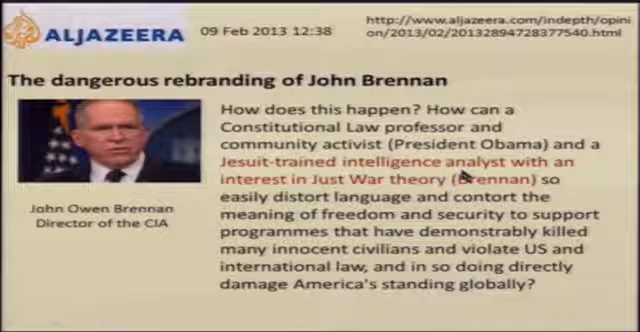 ALJAZEERA
09 Feb 2013 12:38
http://www.aljazeera.com/indepth/opini
on/2013/02/20132894728377540.html
The dangerous rebranding of John Brennan
How does this happen? How can a
Constitutional Law professor and
community activist (President Obama) and a
Jesuit-trained intelligence analyst with an
interest in Just War theory (Brennan) so
easily distort language and contort the
meaning of freedom and security to support
programmes that have demonstrably killed
many innocent civilians and violate US and
international law, and in so doing directly
damage America's standing globally?
John Owen Brennan
Director of the CIA